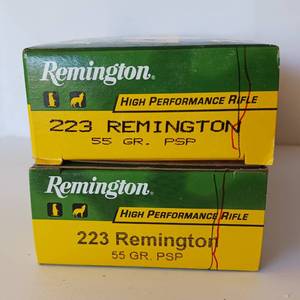 Remington®
HIGH PERFORMANCE RIFLE
223 REMINGTON
55 GR. PSP
Remington®
HIGH PERFORMANCE RIFLE
223 Remington
55 GR. PSP